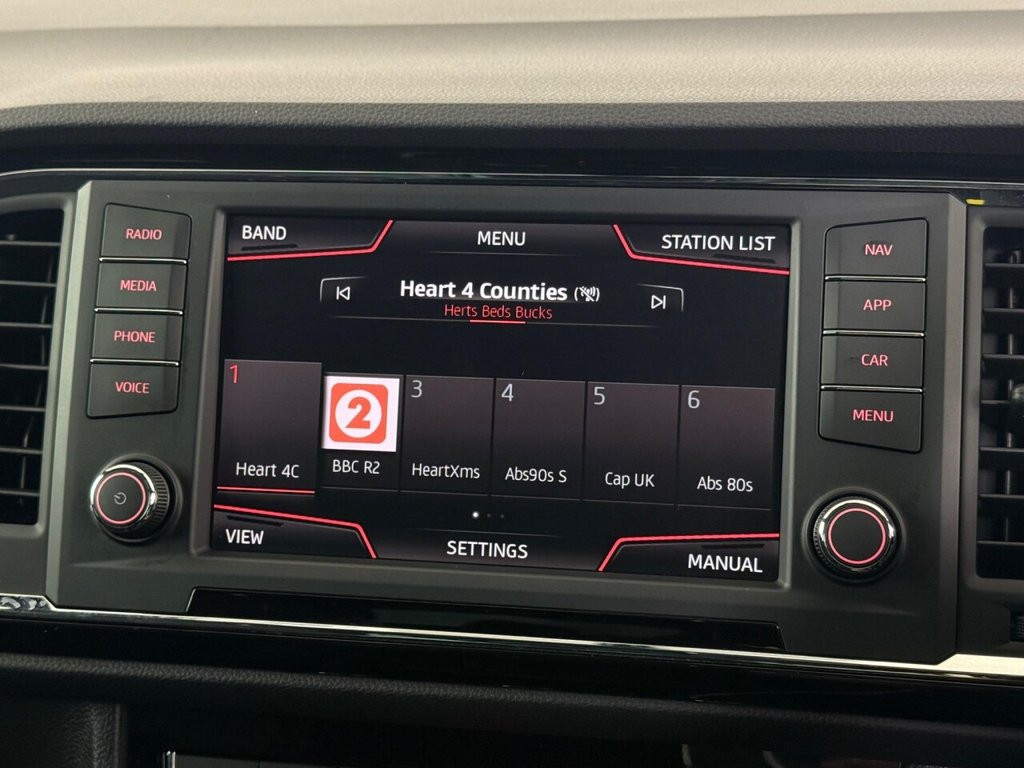 RADIO
MEDIA
PHONE
VOICE
BAND
MENU
STATION LIST
Heart 4 Counties
Herts Beds Bucks
1
Heart 4C
2
BBC R2
3
HeartXms
4
Abs90s S
5
Cap UK
6
Abs 80s
VIEW
SETTINGS
MANUAL
NAV
APP
CAR
MENU